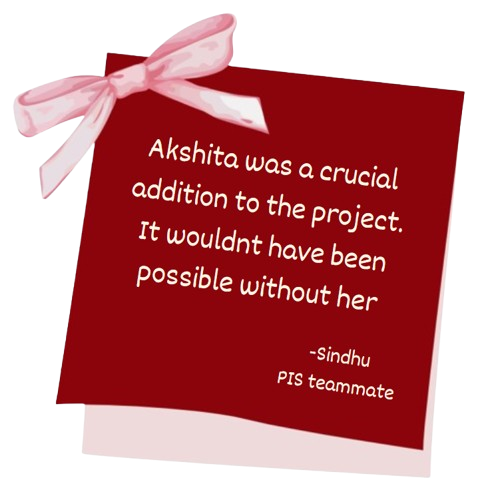 Akshita was a crucial
addition to the project.
It wouldnt have been
possible without her
-Sindhu
PIS teammate